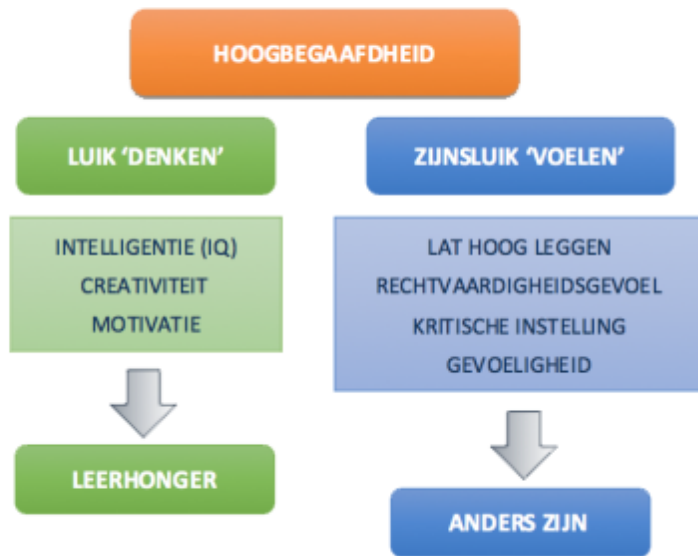 HOOGBEGAAFDHEID
LUIK ‘DENKEN’
INTELLIGENTIE (IQ)
CREATIVITEIT
MOTIVATIE
LEERHONGER
ZIJNSLUIK ‘VOELEN’
LAT HOOG LEGGEN
RECHTVAARDIGHEIDSGEVOEL
KRITISCHE INSTELLING
GEVOELIGHEID
ANDERS ZIJN